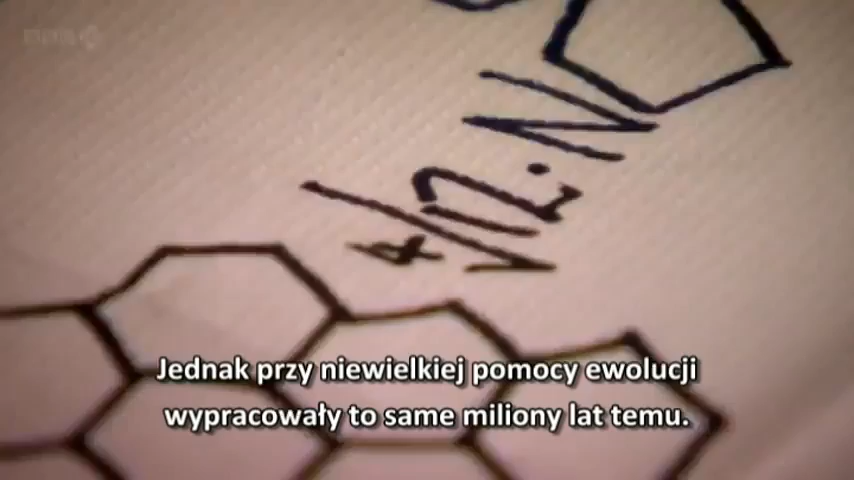 Jednak przy niewielkiej pomocy ewolucji
wypracowały to same miliony lat temu.